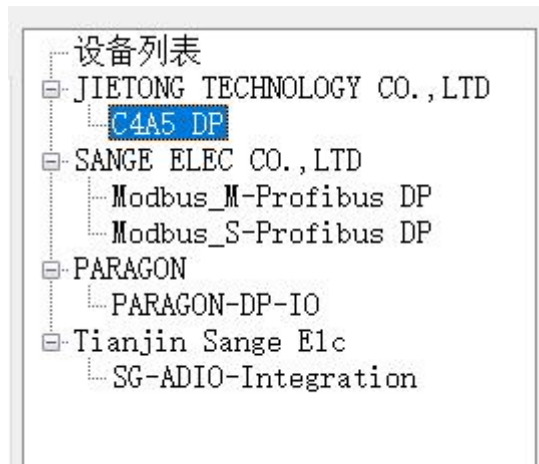 设备列表
JIETONG TECHNOLOGY CO.,LTD
C4A5 DP
SANGE ELEC CO.,LTD
Modbus_M-Profibus DP
Modbus_S-Profibus DP
PARAGON
PARAGON-DP-IO
Tianjin Sange Elc
SG-ADIO-Integration